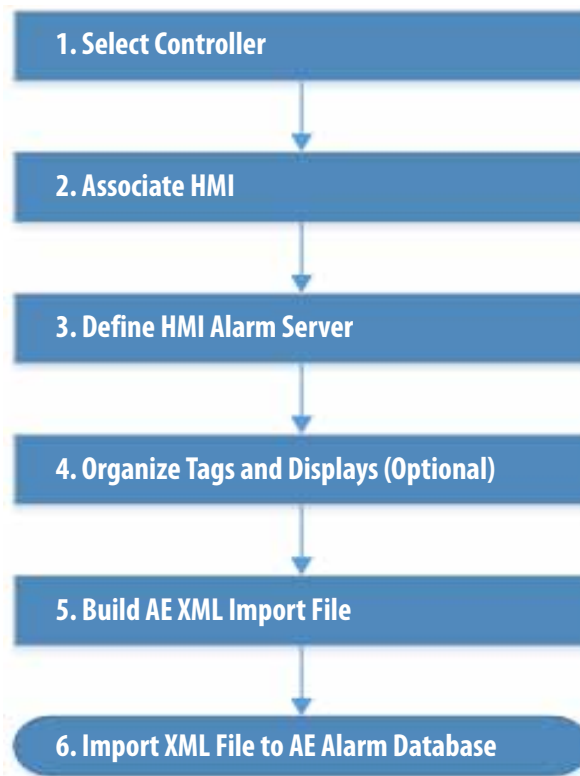 1. Select Controller
2. Associate HMI
3. Define HMI Alarm Server
4. Organize Tags and Displays (Optional)
5. Build AE XML Import File
6. Import XML File to AE Alarm Database